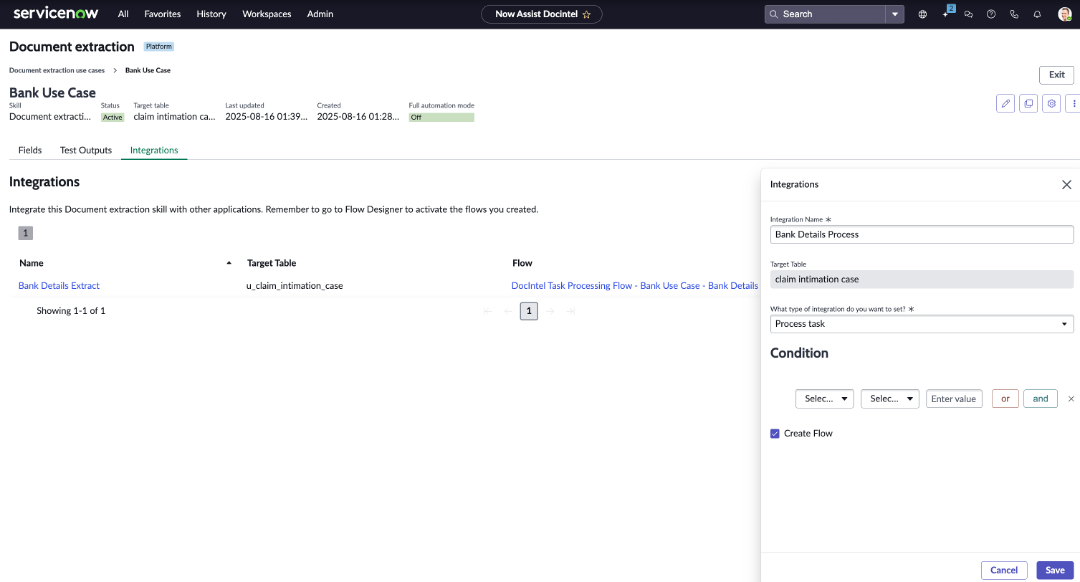 servicenow All Favorites History Workspaces Admin Now Assist Docintel Search 2
Document extraction Platform
Document extraction use cases > Bank Use Case
Exit
Bank Use Case
Skill Status Target table Last updated Created Full automation mode
Document extracti... Active claim intimation ca... 2025-08-16 01:39... 2025-08-16 01:28... Off
Fields Test Outputs Integrations
Integrations
Integrate this Document extraction skill with other applications. Remember to go to Flow Designer to activate the flows you created.
1
Name Target Table Flow
Bank Details Extract u_claim_intimation_case DocIntel Task Processing Flow - Bank Use Case - Bank Details
Showing 1-1 of 1 1
Integrations
Integration Name *
Bank Details Process
Target Table
claim intimation case
What type of integration do you want to set? *
Process task
Condition
Selec... Selec... Enter value or and
Create Flow
Cancel Save